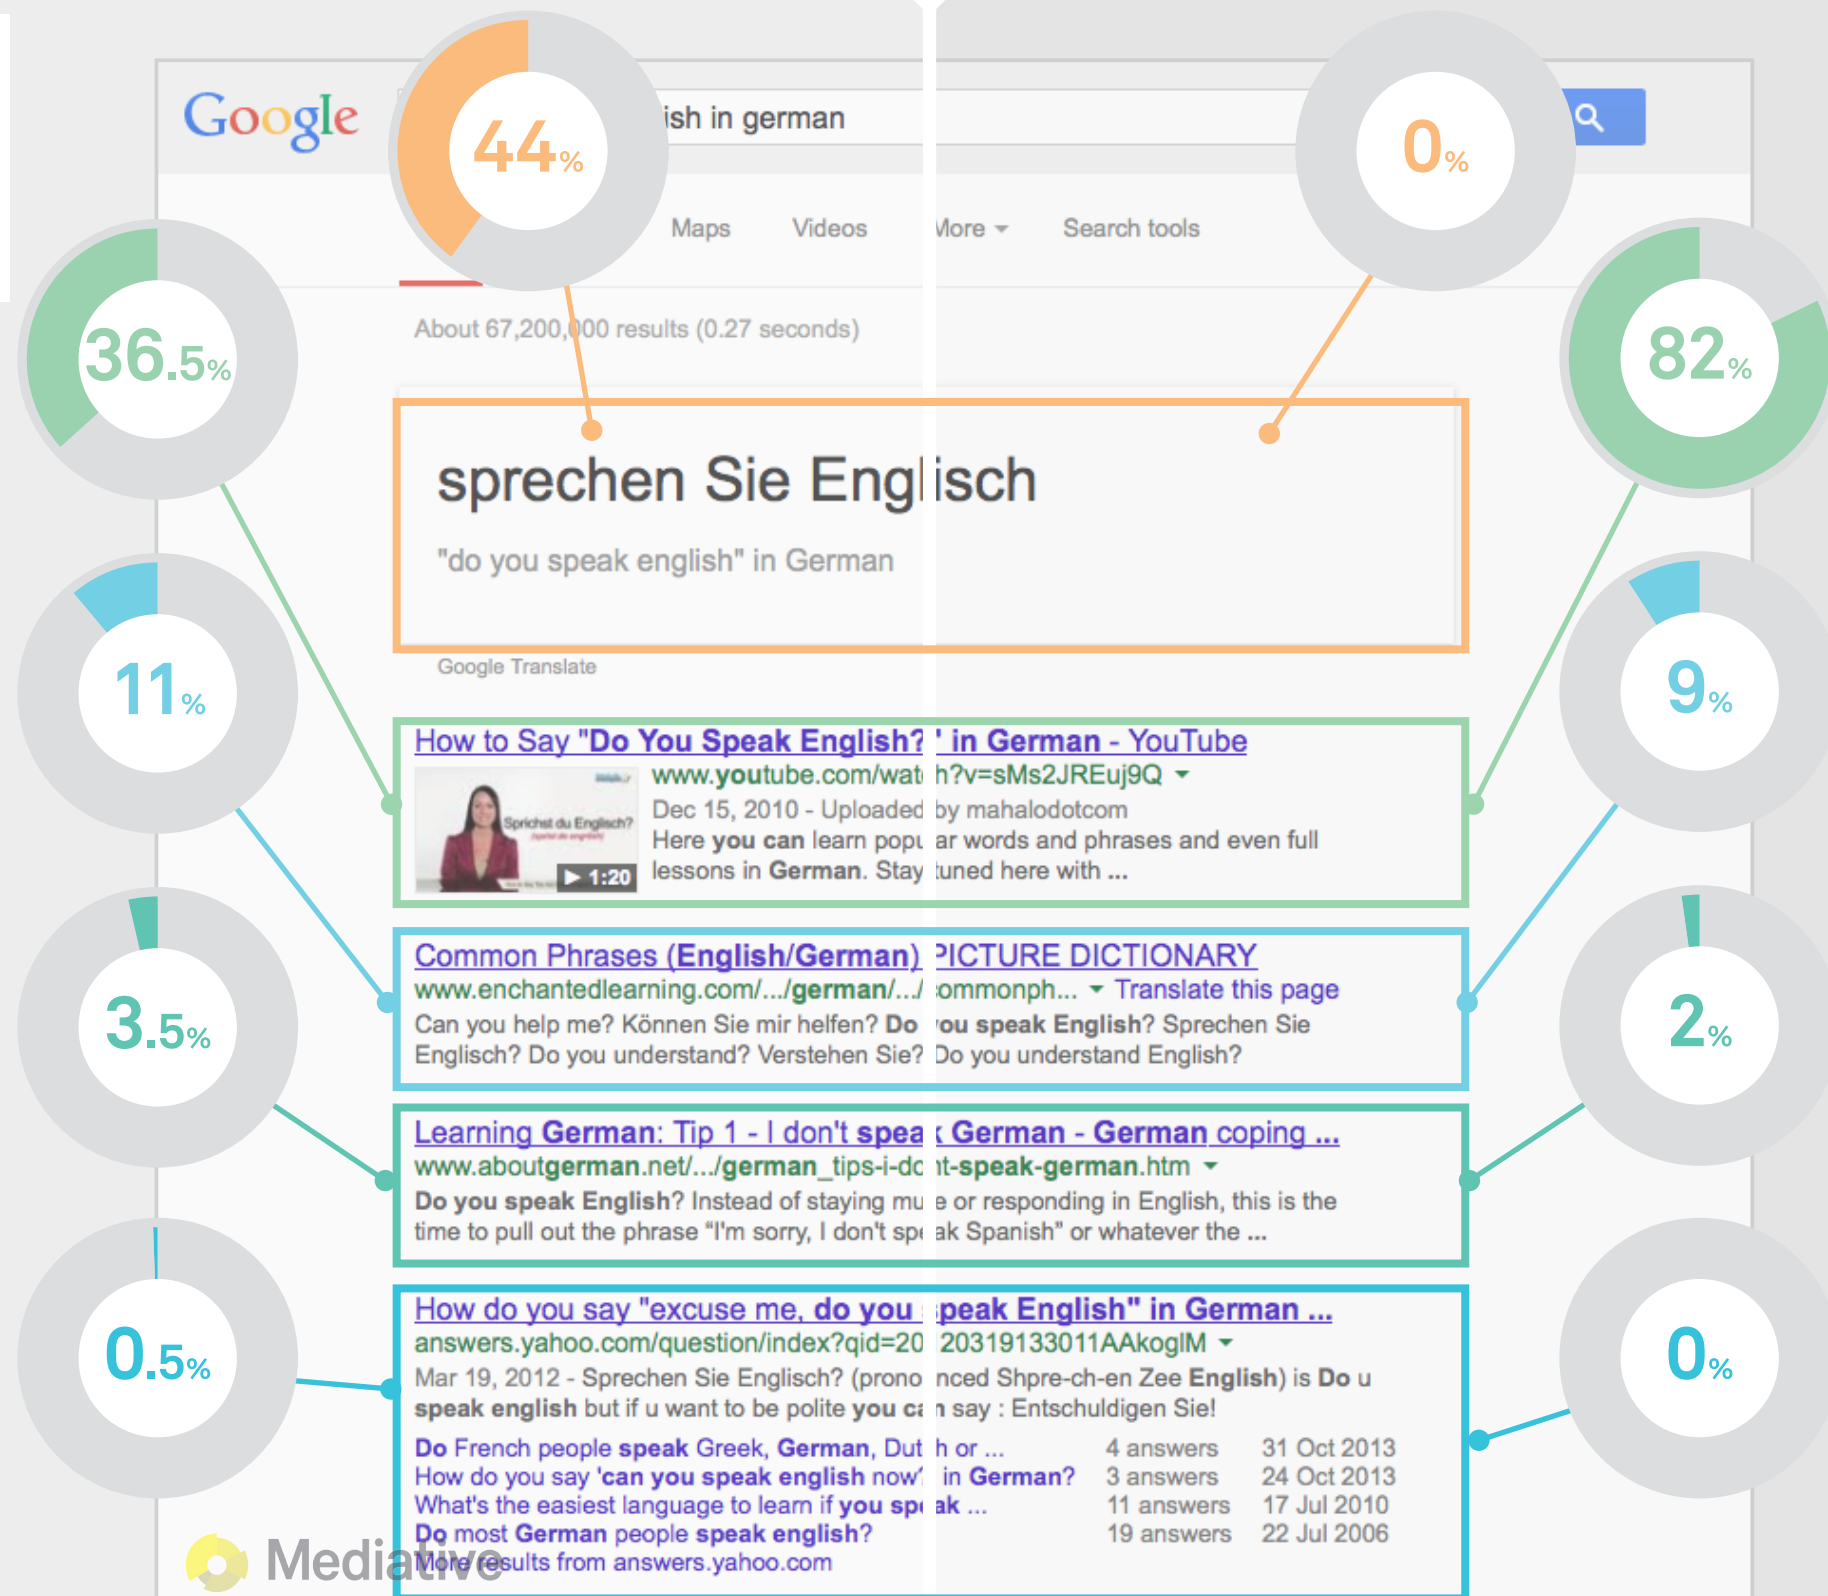 Google
ish in german
44%
0%
Maps Videos More Search tools
36.5%
82%
About 67,200,000 results (0.27 seconds)
sprechen Sie Englisch
"do you speak english" in German
Google Translate
11%
9%
How to Say "Do You Speak English?" in German - YouTube
www.youtube.com/watch?v=sMs2JREuj9Q
Dec 15, 2010 - Uploaded by mahalodotcom
Here you can learn popular words and phrases and even full
lessons in German. Stay tuned here with ...
Sprichst du Englisch?
1:20
3.5%
2%
Common Phrases (English/German) PICTURE DICTIONARY
www.enchantedlearning.com/.../german/.../commonph... Translate this page
Can you help me? Können Sie mir helfen? Do you speak English? Sprechen Sie
Englisch? Do you understand? Verstehen Sie? Do you understand English?
Learning German: Tip 1 - I don't speak German - German coping ...
www.aboutgerman.net/.../german_tips-i-dont-speak-german.htm
Do you speak English? Instead of staying mute or responding in English, this is the
time to pull out the phrase "I'm sorry, I don't speak Spanish" or whatever the ...
0.5%
0%
How do you say "excuse me, do you speak English" in German ...
answers.yahoo.com/question/index?qid=20120319133011AAkoglM
Mar 19, 2012 - Sprechen Sie Englisch? (pronounced Shpre-ch-en Zee English) is Do u
speak english but if u want to be polite you can say : Entschuldigen Sie!
Do French people speak Greek, German, Dutch or ... 4 answers 31 Oct 2013
How do you say 'can you speak english now?' in German? 3 answers 24 Oct 2013
What's the easiest language to learn if you speak ... 11 answers 17 Jul 2010
Do most German people speak english? 19 answers 22 Jul 2006
More results from answers.yahoo.com
Mediative